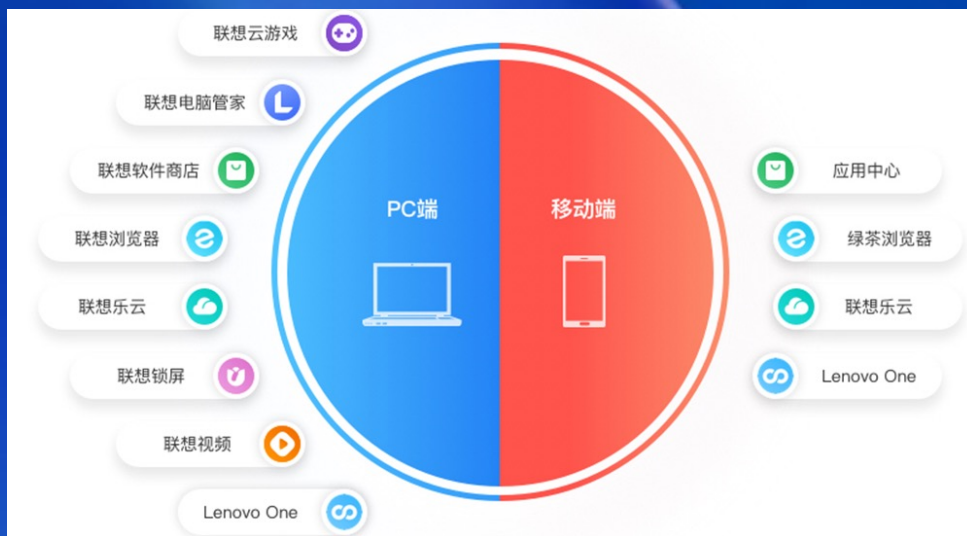 联想云游戏
联想电脑管家
联想软件商店
联想浏览器
联想乐云
联想锁屏
联想视频
Lenovo One
PC端
移动端
应用中心
绿茶浏览器
联想乐云
Lenovo One